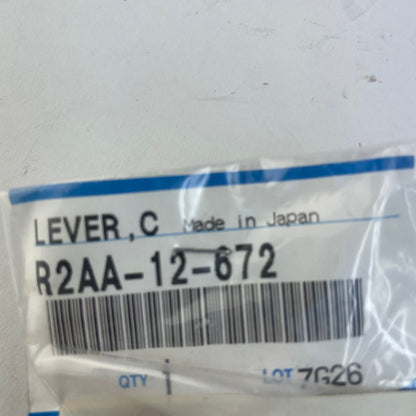 LEVER,C Made in Japan
R2AA-12-672
QTY 1 LOT 7G26